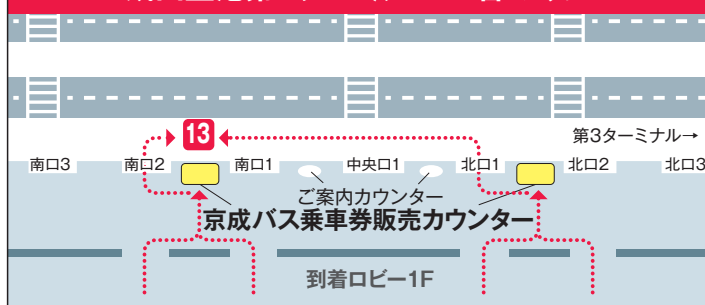 13
第3ターミナル→
南口3 南口2 南口1 中央口1 北口1 北口2 北口3
ご案内カウンター
京成バス乗車券販売カウンター
到着ロビー1F